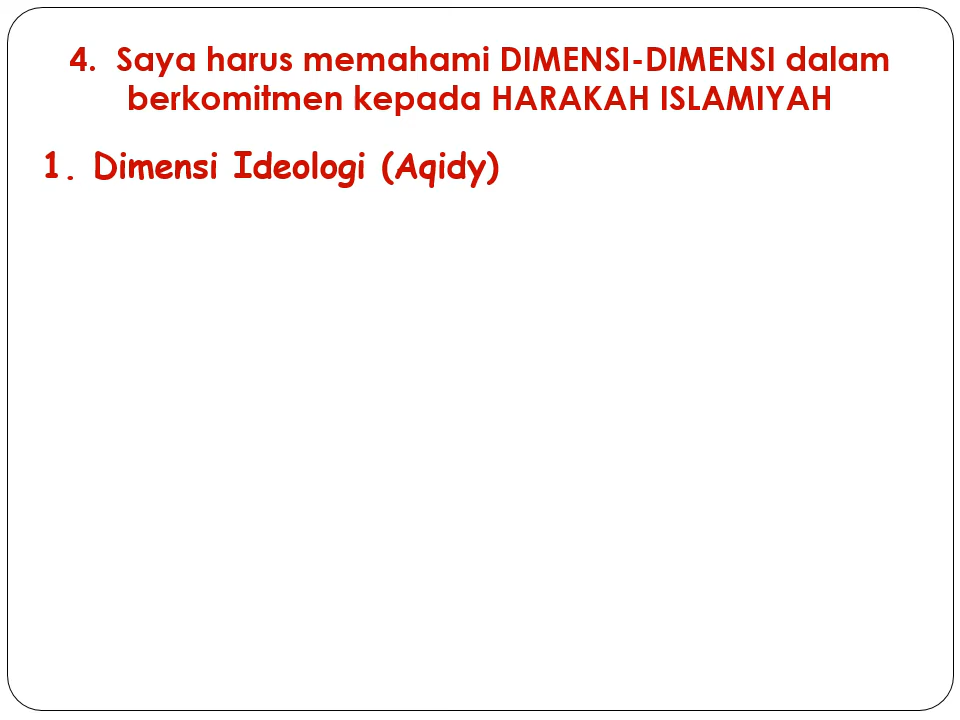 4. Saya harus memahami DIMENSI-DIMENSI dalam
berkomitmen kepada HARAKAH ISLAMIYAH
1. Dimensi Ideologi (Aqidy)